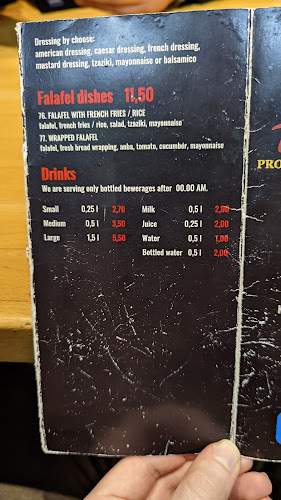 Dressing by choose:
american dressing, caesar dressing, french dressing,
mustard dressing, tzaziki, mayonnaise or balsamico
Falafel dishes 11,50
76. FALAFEL WITH FRENCH FRIES / RICE
falafel, french fries / rice, salad, tzaziki, mayonnaise
77. WRAPPED FALAFEL
falafel, fresh bread wrapping, anba, tomato, cucumber, mayonnaise
Drinks
We are serving only bottled bewerages after 00.00 AM.
Small 0,25 l 2,70 Milk 0,5 l 2,00
Medium 0,5 l 3,50 Juice 0,25 l 2,00
Large 1,5 l 5,50 Water 0,5 l 1,00
Bottled water 0,5 l 2,00
PRO